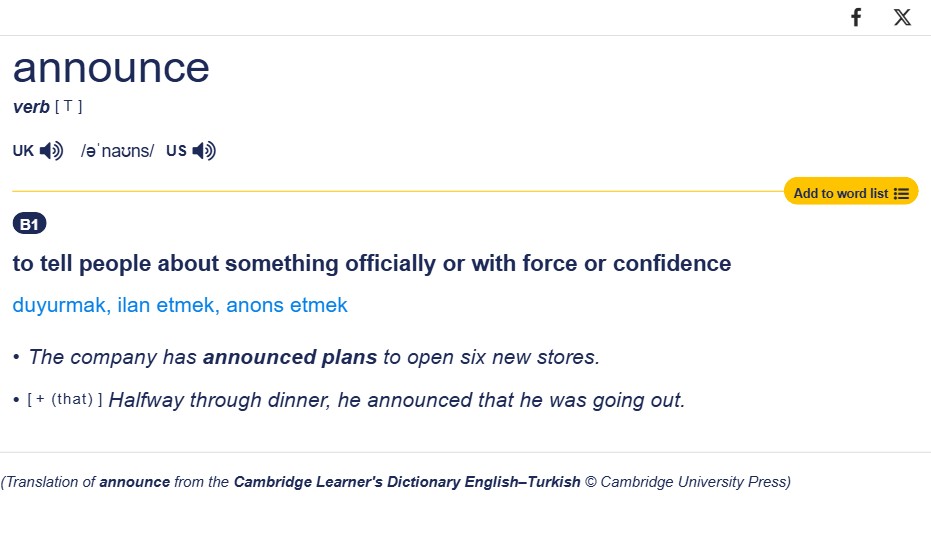 announce
verb [ T ]
UK /əˈnaʊns/ US
Add to word list
B1
to tell people about something officially or with force or confidence
duyurmak, ilan etmek, anons etmek
• The company has announced plans to open six new stores.
• [ + (that) ] Halfway through dinner, he announced that he was going out.
(Translation of announce from the Cambridge Learner's Dictionary English–Turkish © Cambridge University Press)